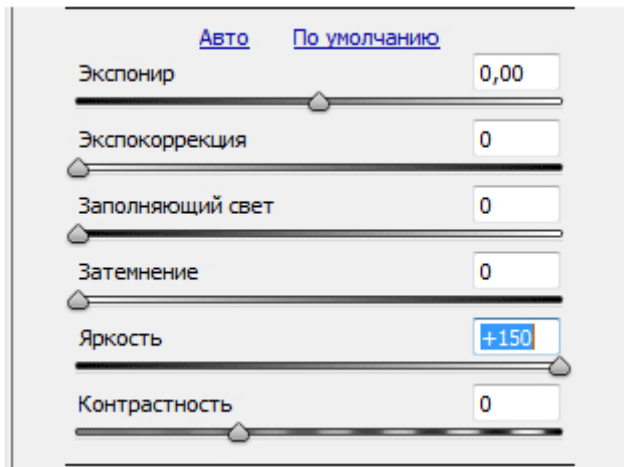 Авто По умолчанию
Экспонир 0,00
Экспокоррекция 0
Заполняющий свет 0
Затемнение 0
Яркость +150
Контрастность 0